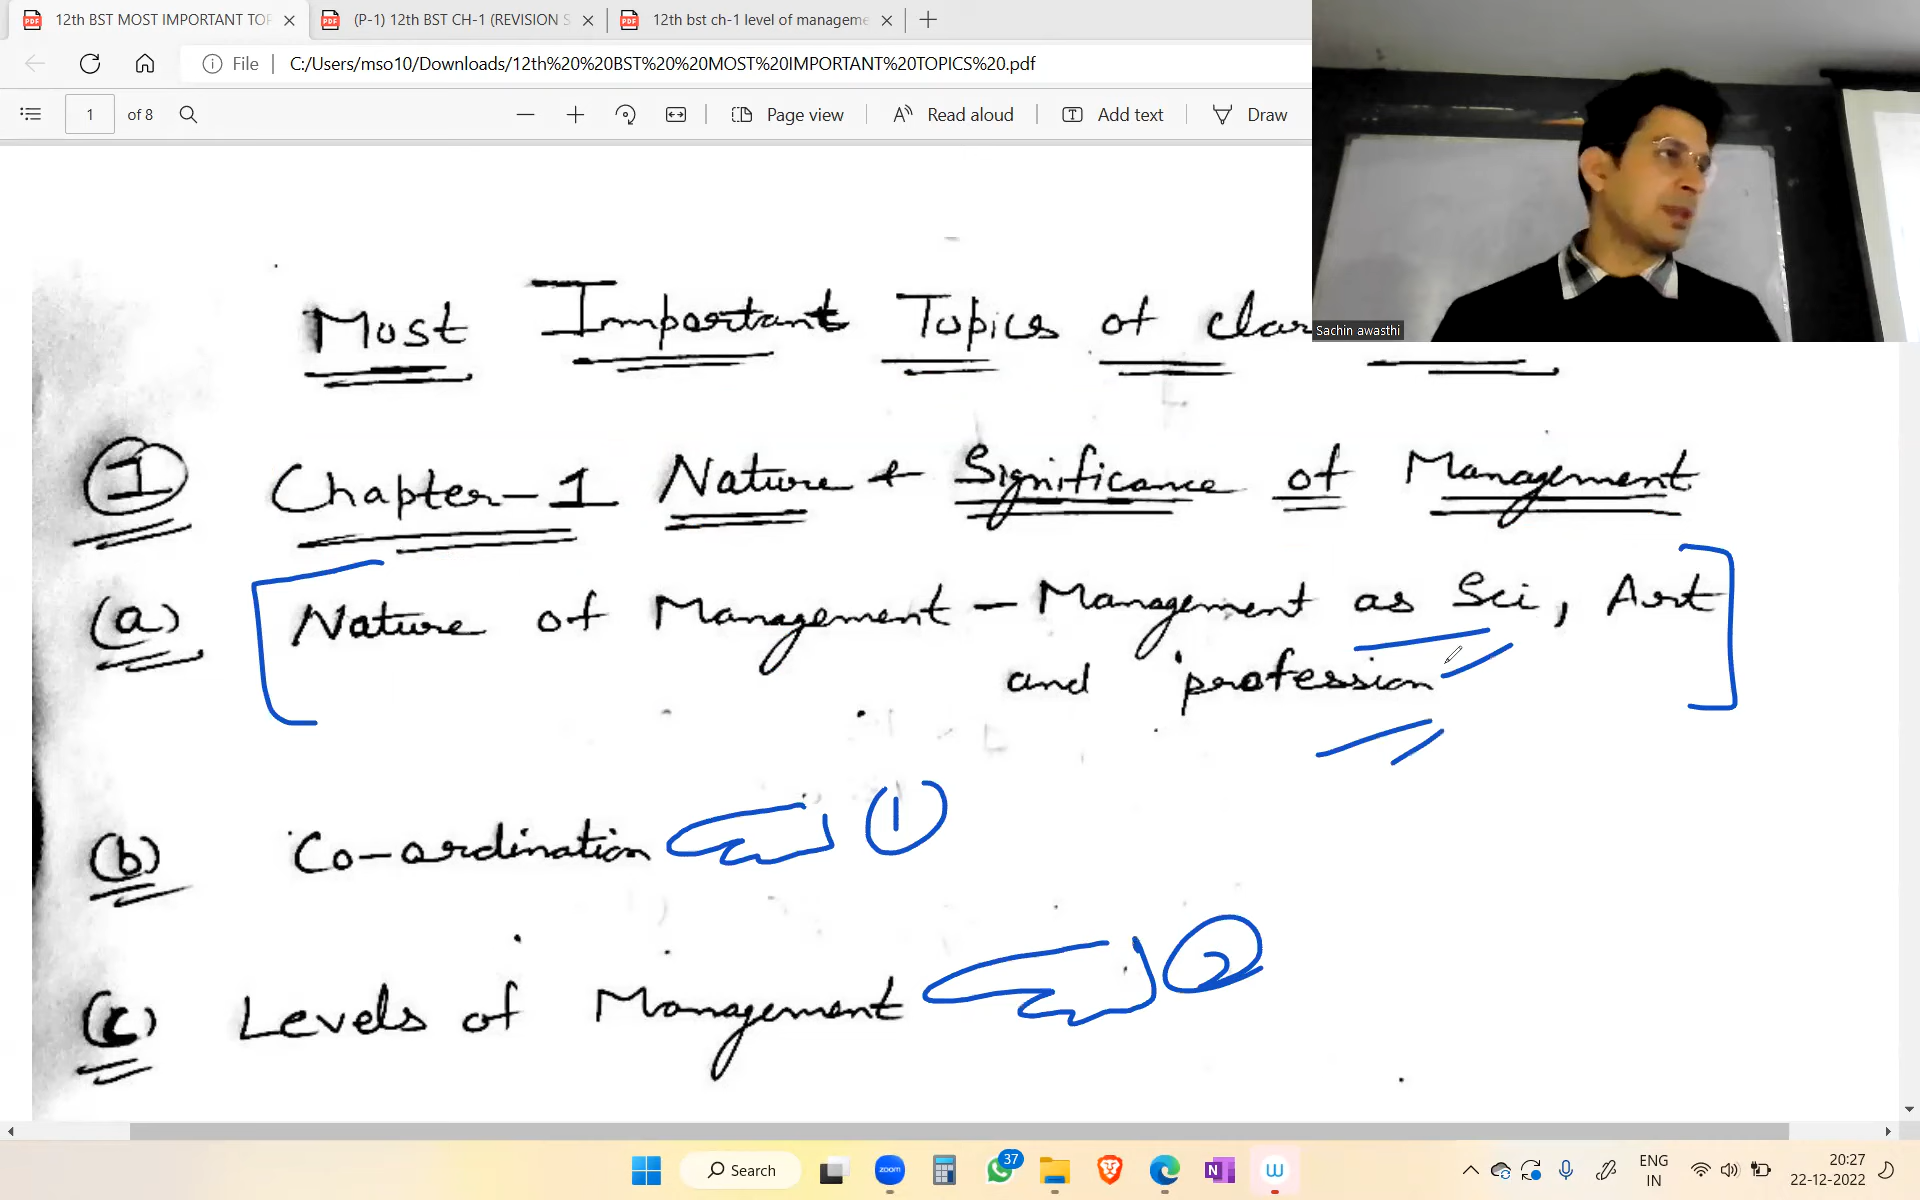 12th BST MOST IMPORTANT TOP
(P-1) 12th BST CH-1 (REVISION S
12th bst ch-1 level of manageme
File
C:/Users/mso10/Downloads/12th%20%20BST%20%20MOST%20IMPORTANT%20TOPICS%20.pdf
1 of 8
Page view
Read aloud
Add text
Draw
Sachin awasthi
Most Important Topics of clas
I Chapter-1 Nature + Significance of Management
(a) Nature of Management - Management as Sci, Art
and profession
(b) Co-ordination 1
(c) Levels of Management 2
Search
zoom
37
N
W
ENG
IN
20:27
22-12-2022